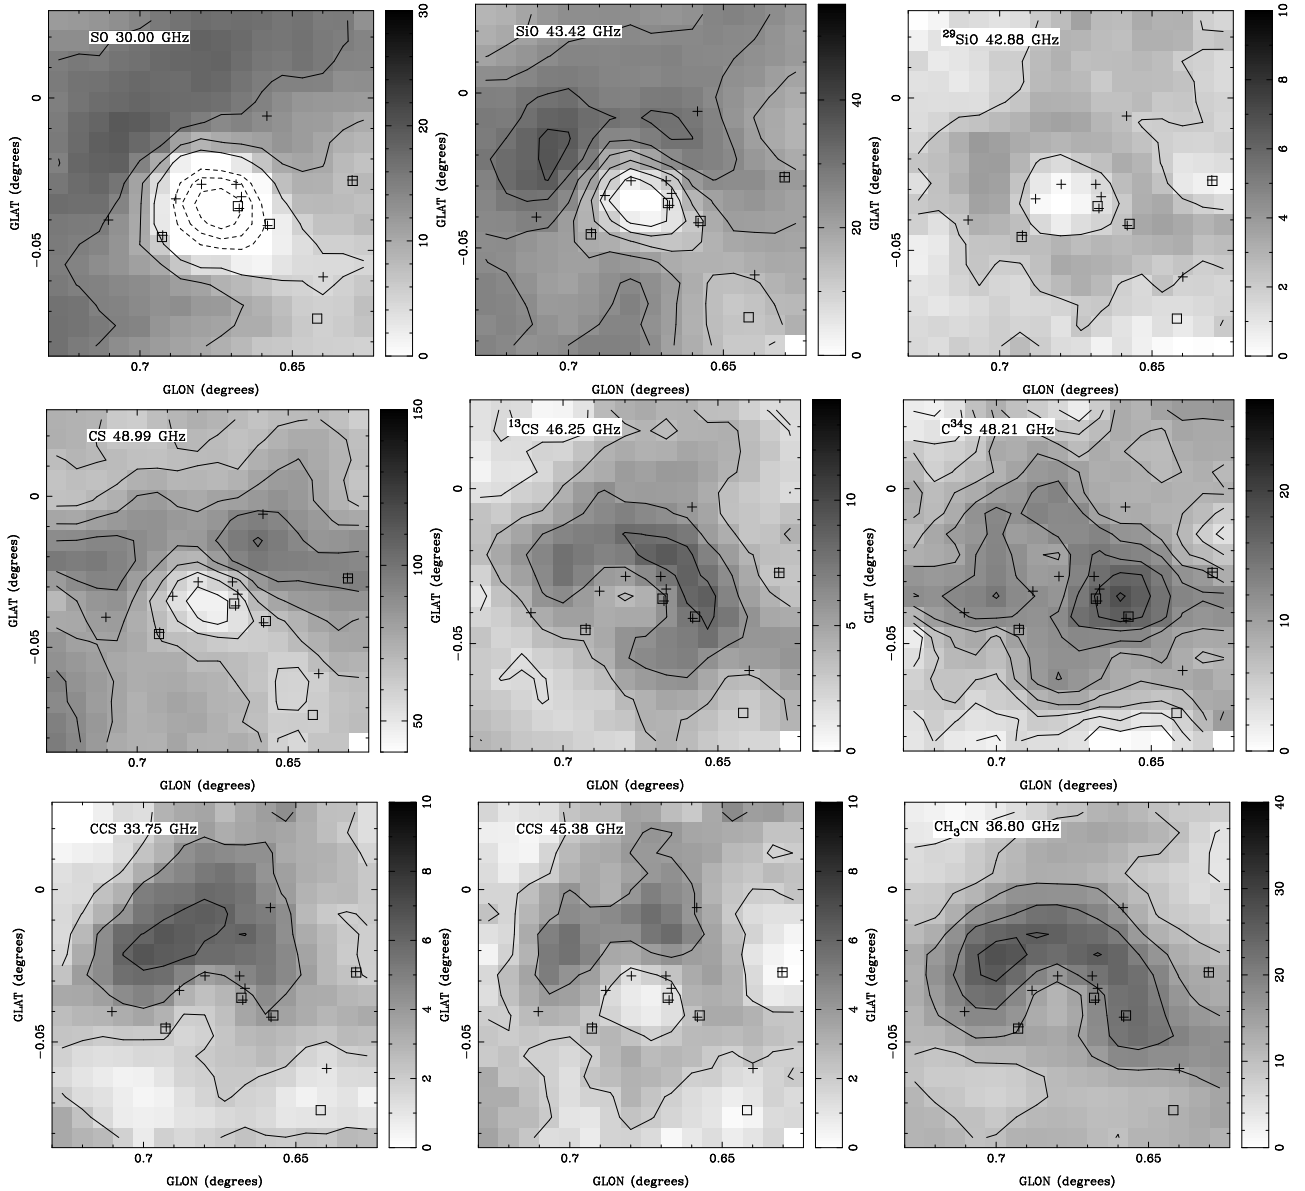 SO 30.00 GHz
30
20
10
0
0
−0.05
GLAT (degrees)
0.7
0.65
GLON (degrees)
SiO 43.42 GHz
40
20
0
0
−0.05
GLAT (degrees)
0.7
0.65
GLON (degrees)
²⁹SiO 42.88 GHz
10
8
6
4
2
0
0
−0.05
GLAT (degrees)
0.7
0.65
GLON (degrees)
CS 48.99 GHz
150
100
50
0
−0.05
GLAT (degrees)
0.7
0.65
GLON (degrees)
¹³CS 46.25 GHz
10
5
0
0
−0.05
GLAT (degrees)
0.7
0.65
GLON (degrees)
C³⁴S 48.21 GHz
20
10
0
0
−0.05
GLAT (degrees)
0.7
0.65
GLON (degrees)
CCS 33.75 GHz
10
8
6
4
2
0
0
−0.05
GLAT (degrees)
0.7
0.65
GLON (degrees)
CCS 45.38 GHz
10
8
6
4
2
0
0
−0.05
GLAT (degrees)
0.7
0.65
GLON (degrees)
CH₃CN 36.80 GHz
40
30
20
10
0
0
−0.05
GLAT (degrees)
0.7
0.65
GLON (degrees)